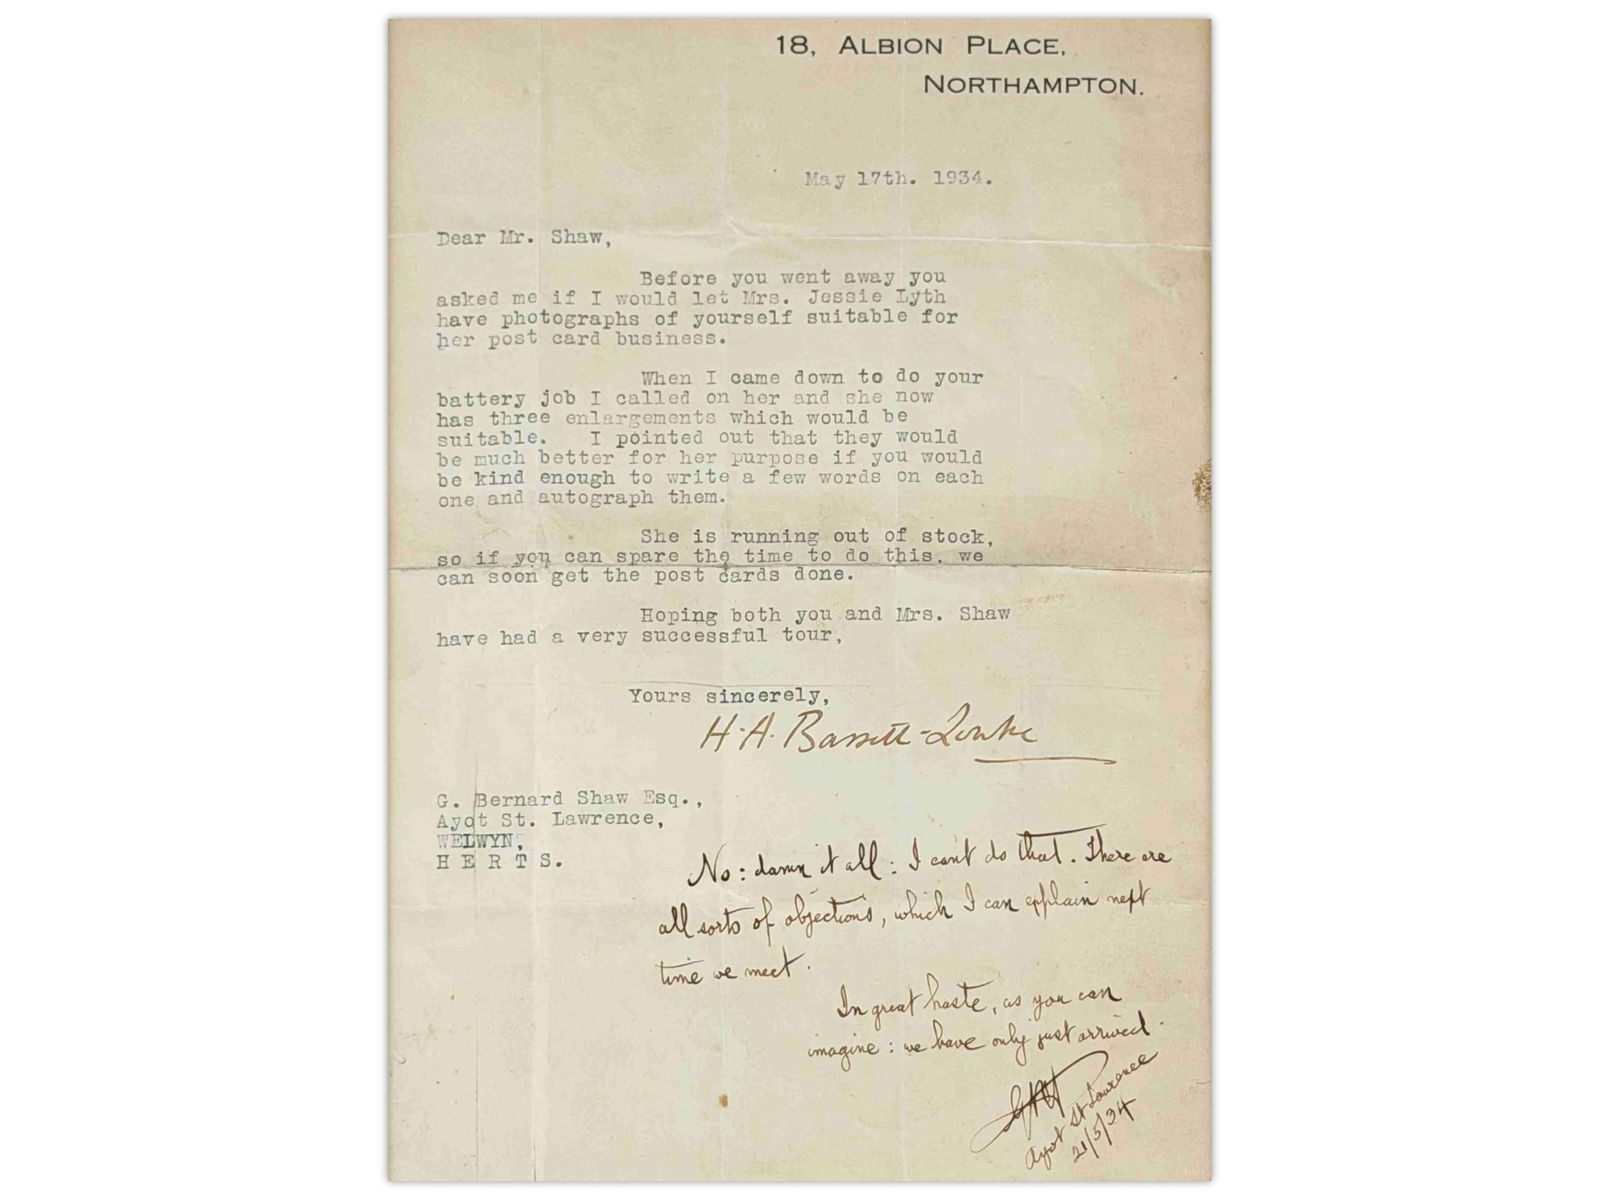 18, ALBION PLACE,
NORTHAMPTON.
May 17th. 1934.
Dear Mr. Shaw,
Before you went away you
asked me if I would let Mrs. Jessie Lyth
have photographs of yourself suitable for
her post card business.
When I came down to do your
battery job I called on her and she now
has three enlargements which would be
suitable. I pointed out that they would
be much better for her purpose if you would
be kind enough to write a few words on each
one and autograph them.
She is running out of stock,
so if you can spare the time to do this, we
can soon get the post cards done.
Hoping both you and Mrs. Shaw
have had a very successful tour,
Yours sincerely,
H.A. Bassett-Lowke
G. Bernard Shaw Esq.,
Ayot St. Lawrence,
WELWYN,
H E R T S.
No: damn it all: I cant do that. There are
all sorts of objections, which I can explain next
time we meet.
In great haste, as you can
imagine: we have only just arrived.
GBS
Ayot St Lawrence
21/5/34